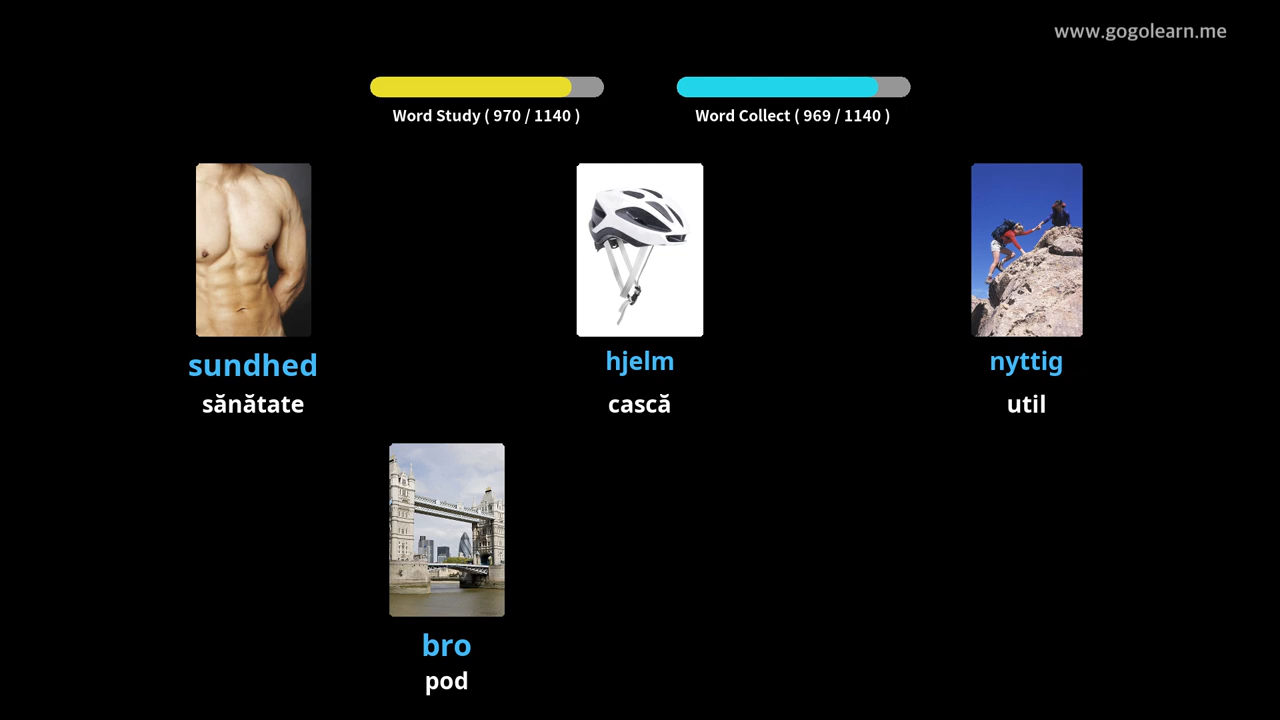 www.gogolearn.me
Word Study ( 970 / 1140 )
Word Collect ( 969 / 1140 )
sundhed
hjelm
nyttig
sănătate
cască
util
bro
pod